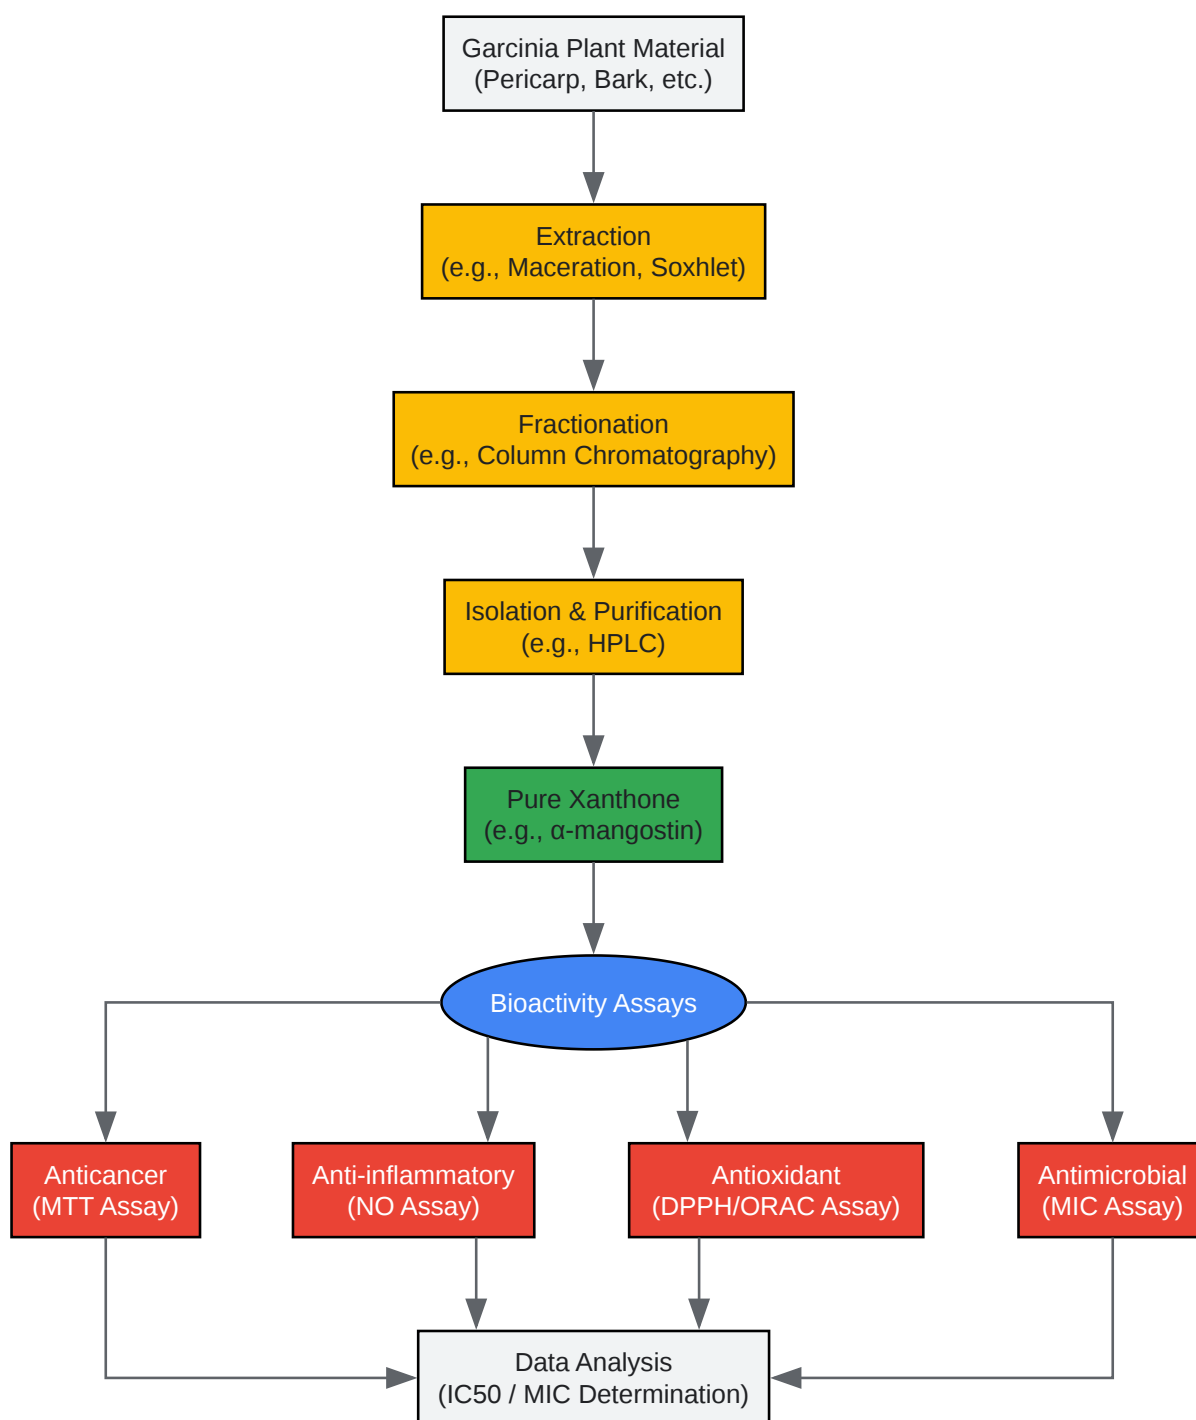 Garcinia Plant Material
(Pericarp, Bark, etc.)
Extraction
(e.g., Maceration, Soxhlet)
Fractionation
(e.g., Column Chromatography)
Isolation & Purification
(e.g., HPLC)
Pure Xanthone
(e.g., α-mangostin)
Bioactivity Assays
Anticancer
(MTT Assay)
Anti-inflammatory
(NO Assay)
Antioxidant
(DPPH/ORAC Assay)
Antimicrobial
(MIC Assay)
Data Analysis
(IC50 / MIC Determination)